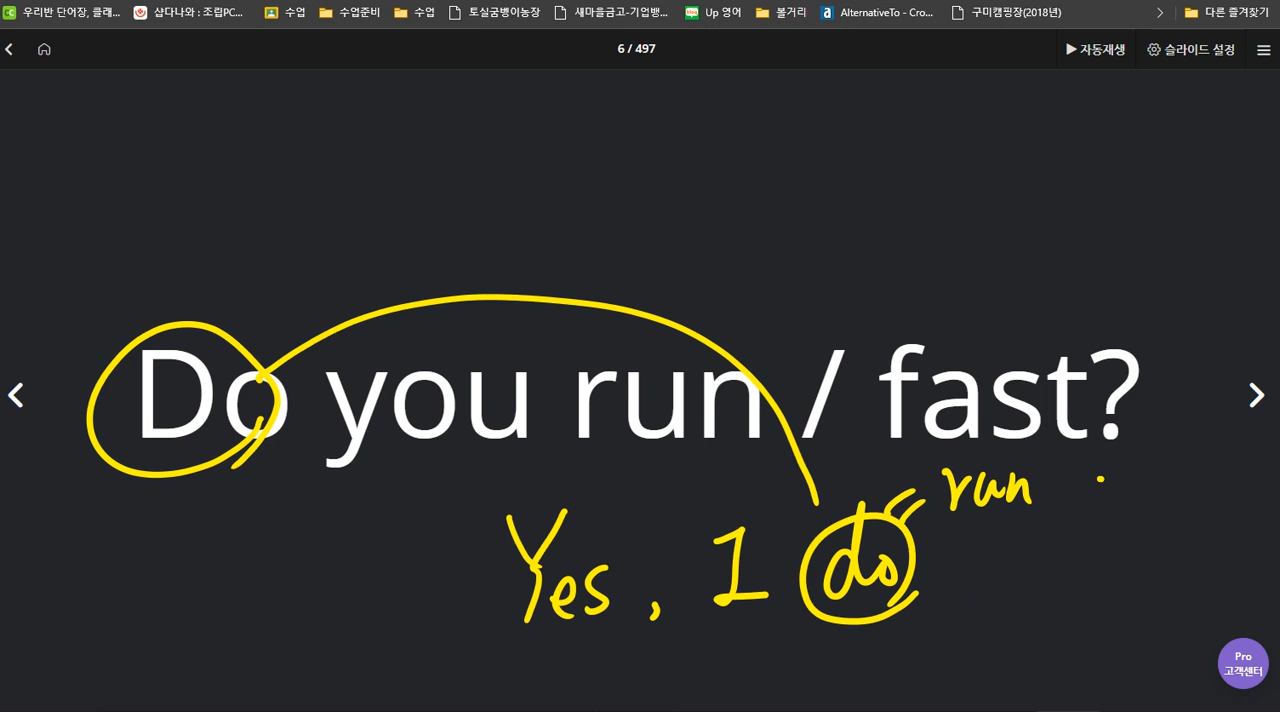 우리반 단어장, 클래... 샵다나와 : 조립PC... 수업 수업준비 수업 토실굼벵이농장 새마을금고-기업뱅... Up 영어 볼거리 AlternativeTo - Cro... 구미캠핑장(2018년) 다른 즐겨찾기
6 / 497 자동재생 슬라이드 설정
Do you run / fast?
run
Yes, I do
Pro
고객센터